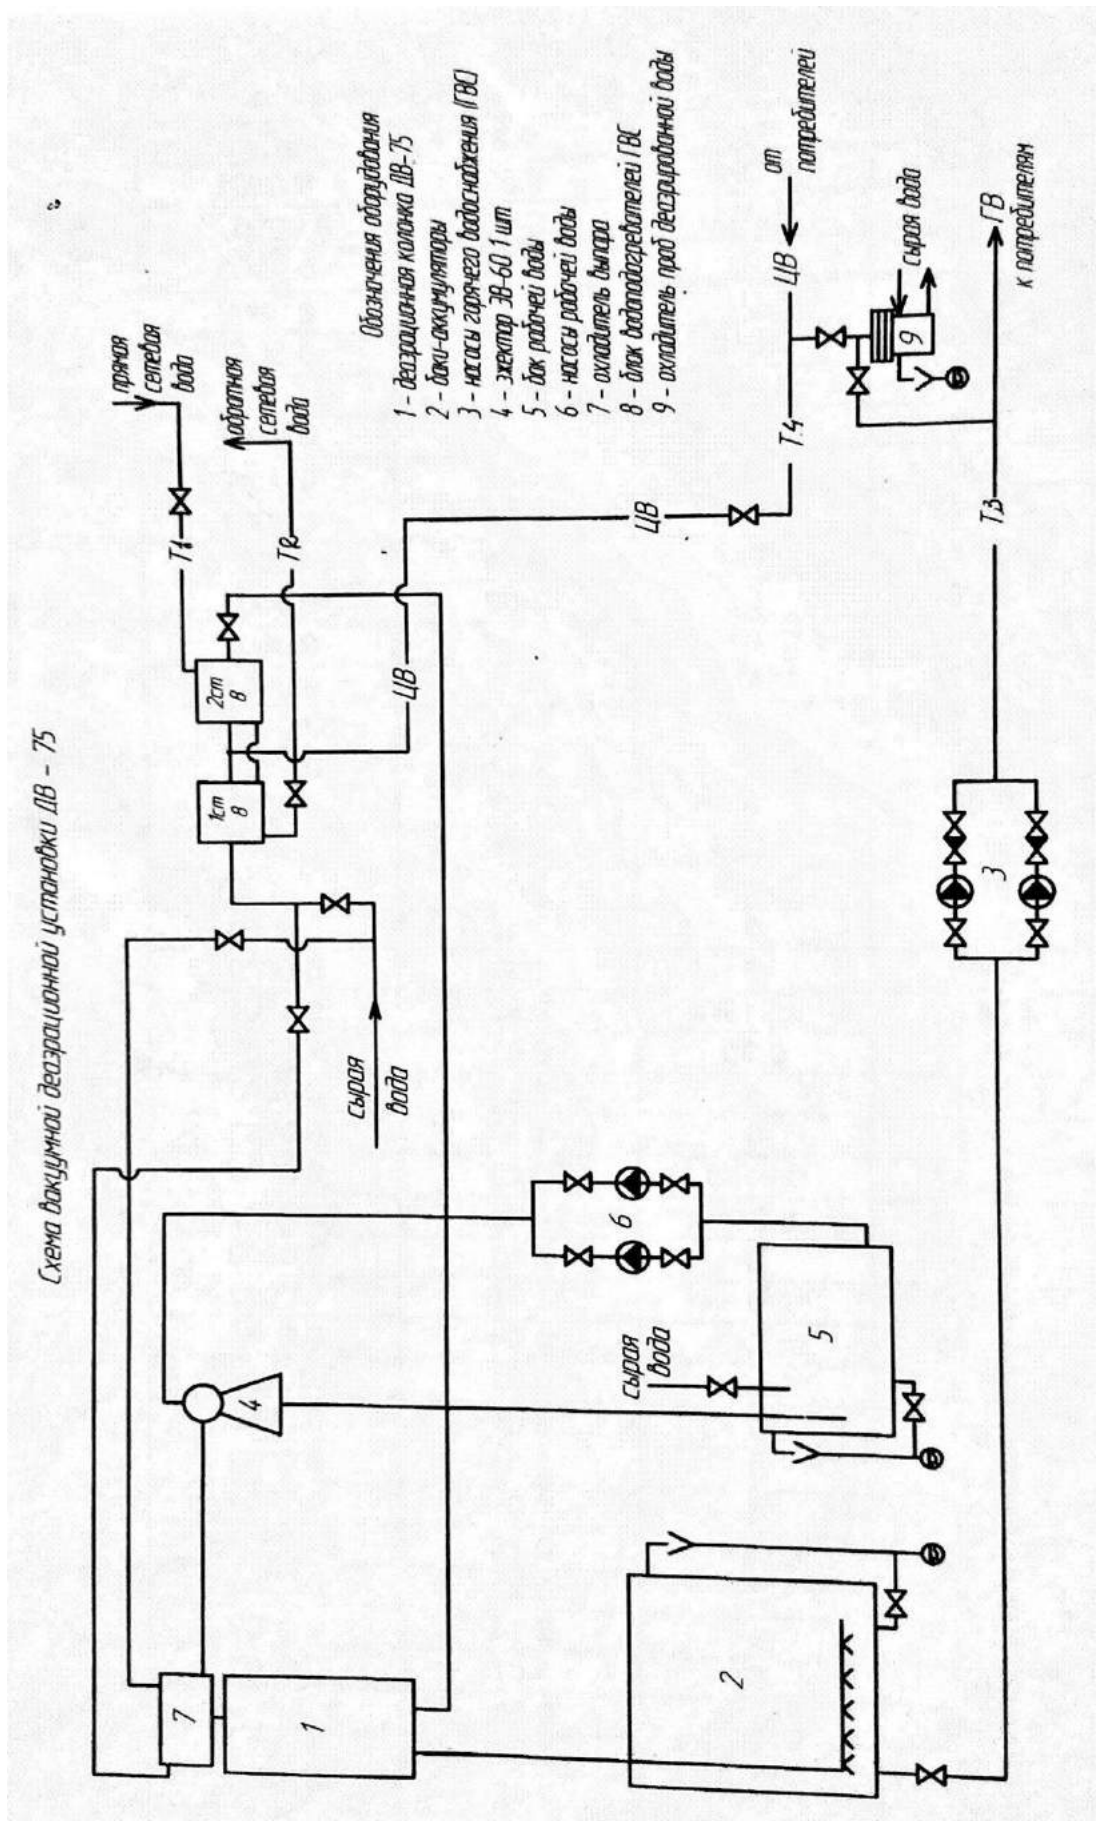 Схема вакуумной деаэрационной установки ДВ - 75
прямая
сетевая
вода
обратная
сетевая
вода
Т1
Т2
2ст
8
1ст
8
ЦВ
ЦВ
сырая
вода
Обозначения оборудования
1 - деаэрационная колонка ДВ-75
2 - баки-аккумуляторы
3 - насосы горячего водоснабжения (ГВС)
4 - эжектор ЭВ-60 1 шт
5 - бак рабочей воды
6 - насосы рабочей воды
7 - охладитель выпара
8 - блок водоподогревителей ГВС
9 - охладитель проб деаэрированной воды
7
1
4
6
сырая
вода
5
2
Т.4
ЦВ
от
потребителей
9
сырая вода
3
Т.3
ГВ
к потребителям